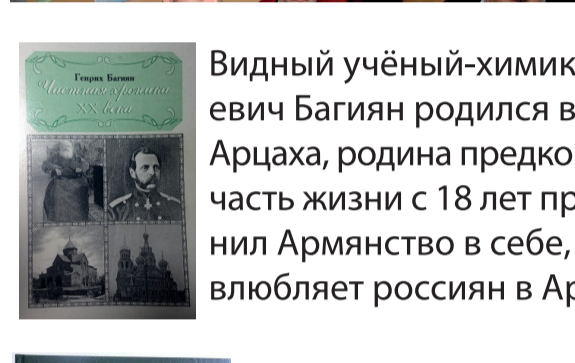 Генрих Багиян
Частная хроника
XX века
Видный учёный-химик
евич Багиян родился в
Арцаха, родина предко
часть жизни с 18 лет пр
нил Армянство в себе,
влюбляет россиян в Ар